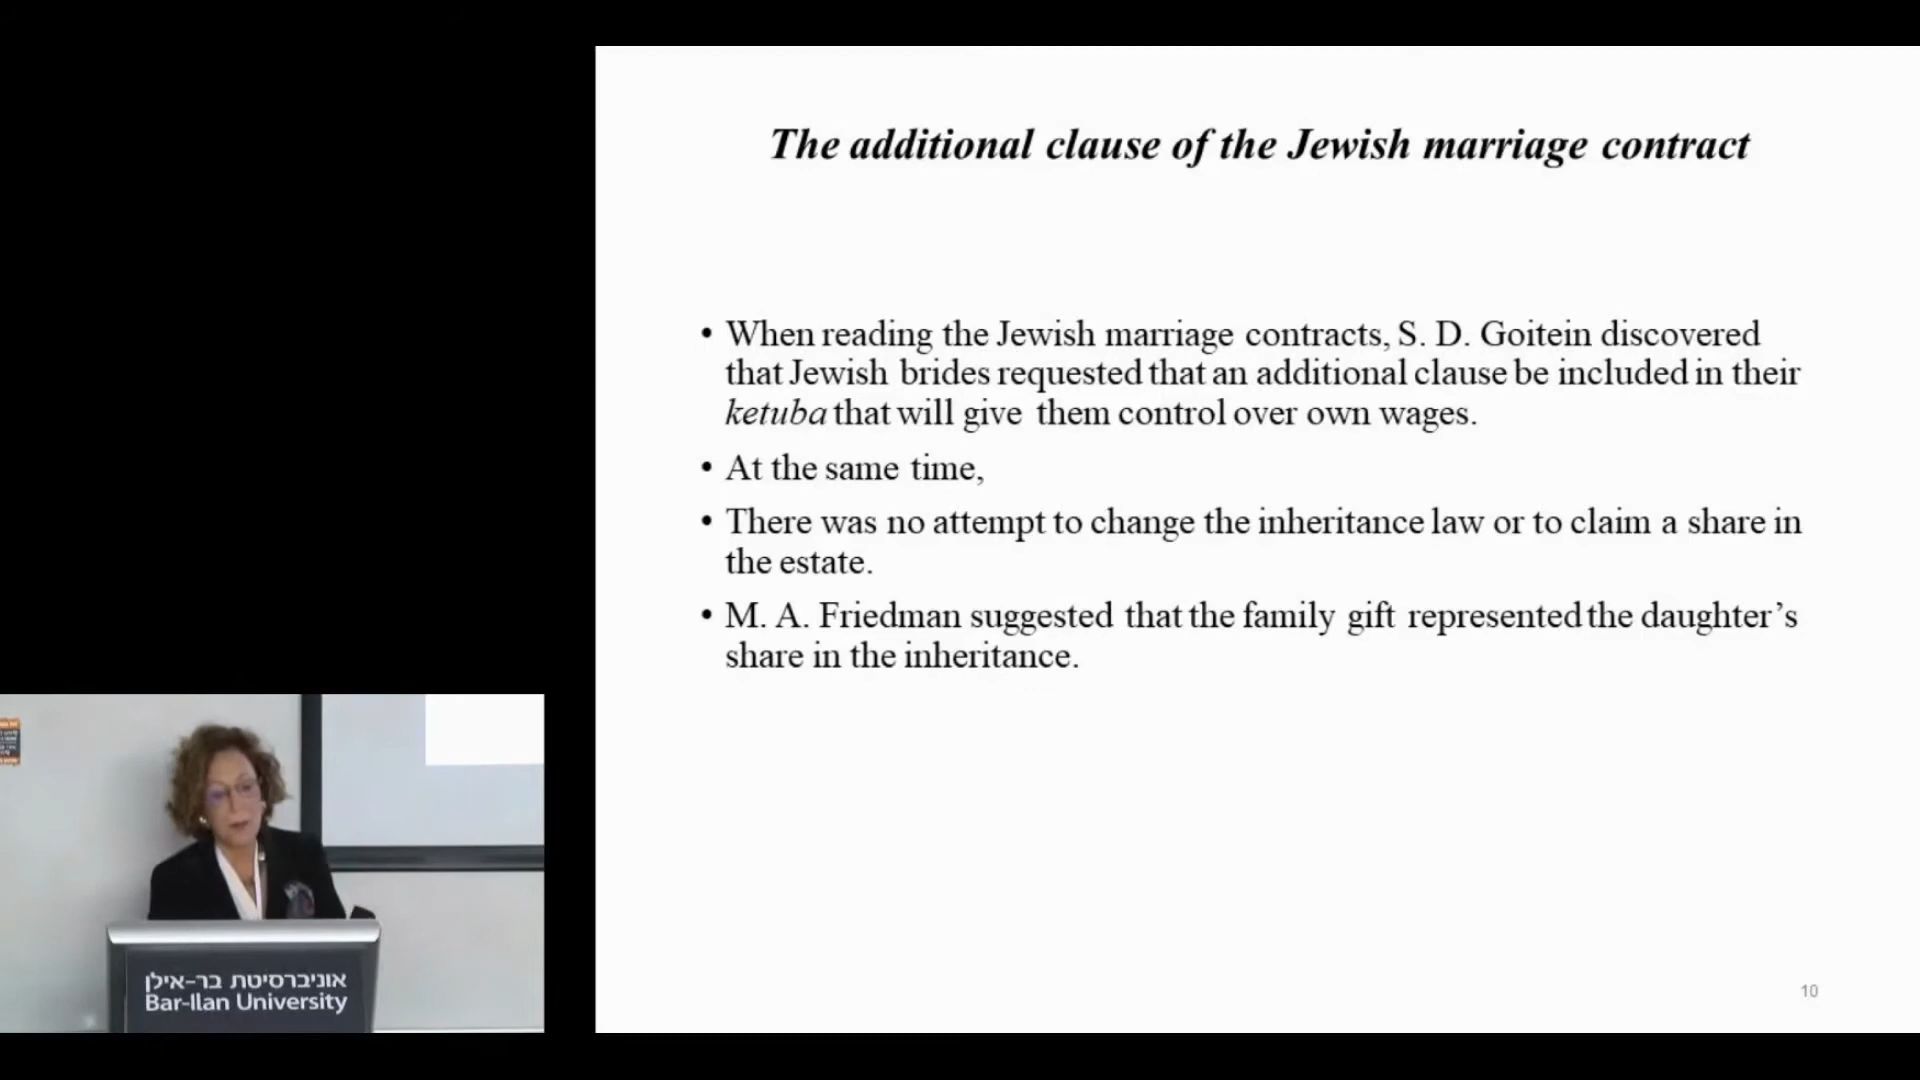 The additional clause of the Jewish marriage contract
• When reading the Jewish marriage contracts, S. D. Goitein discovered
that Jewish brides requested that an additional clause be included in their
ketuba that will give them control over own wages.
• At the same time,
• There was no attempt to change the inheritance law or to claim a share in
the estate.
• M. A. Friedman suggested that the family gift represented the daughter’s
share in the inheritance.
10
אוניברסיטת בר-אילן
Bar-Ilan University